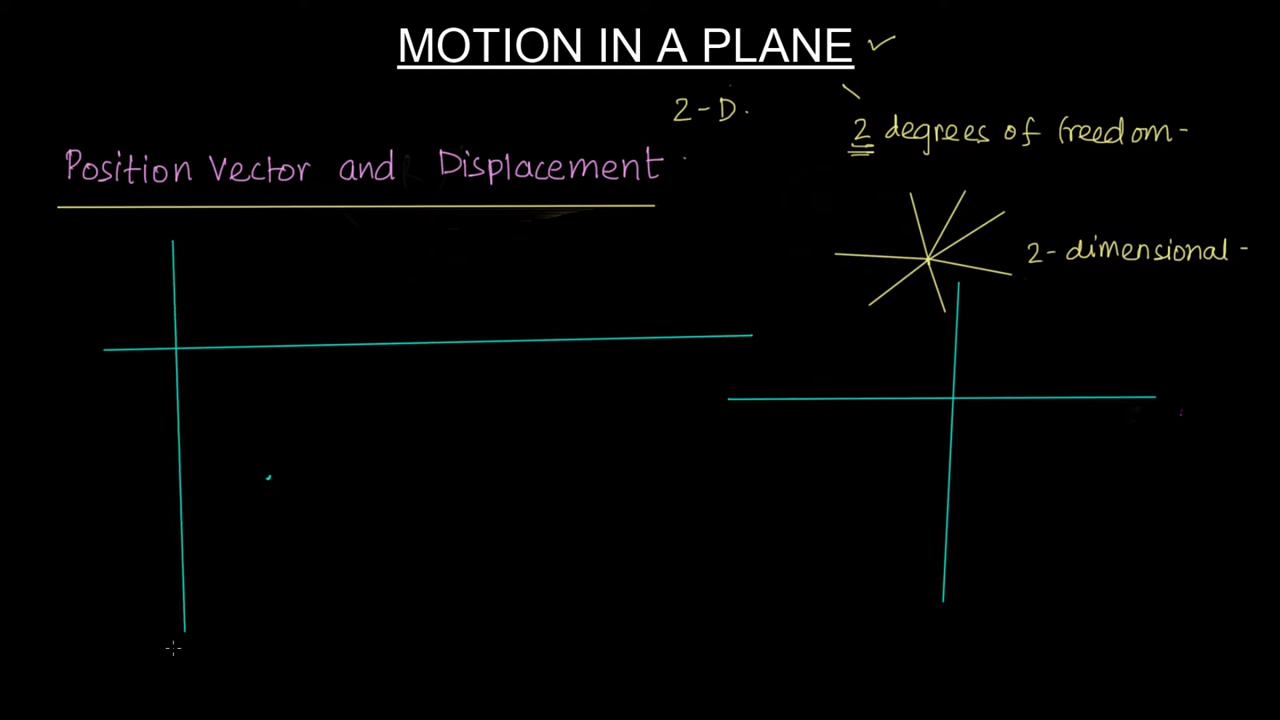 MOTION IN A PLANE
2-D.
2 degrees of freedom-
Position Vector and Displacement
2-dimensional-